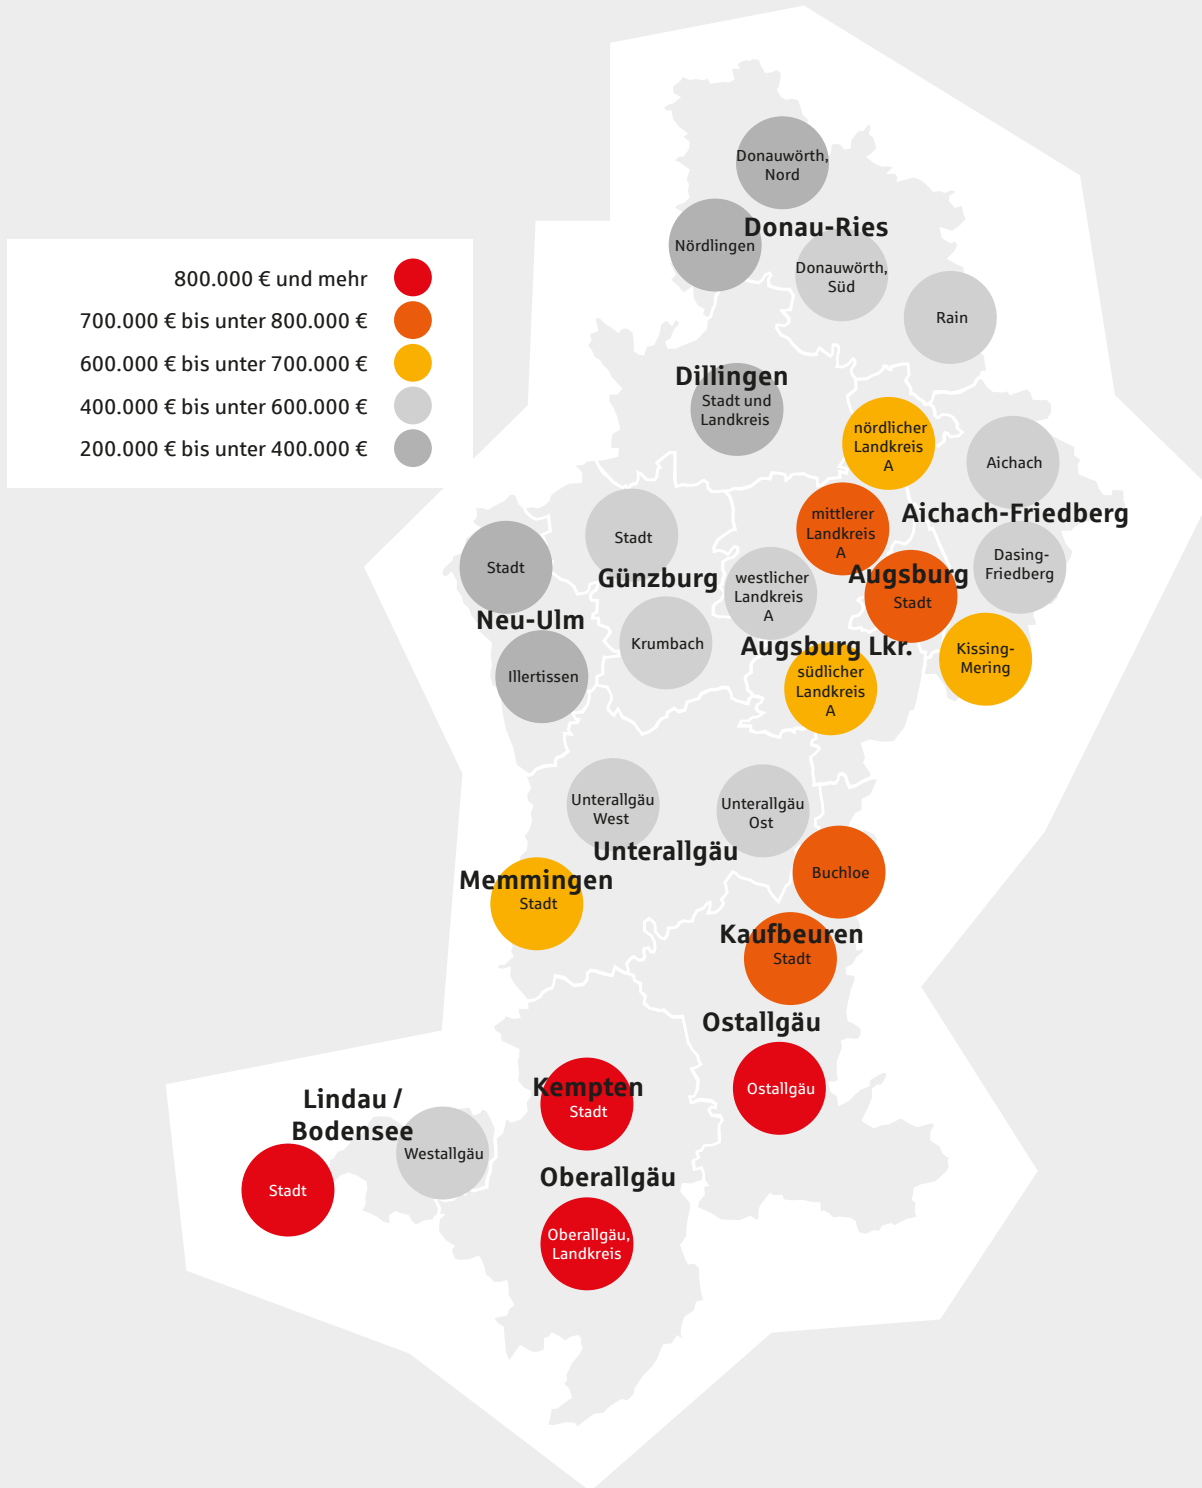 800.000 € und mehr
700.000 € bis unter 800.000 €
600.000 € bis unter 700.000 €
400.000 € bis unter 600.000 €
200.000 € bis unter 400.000 €
Donauwörth,
Nord
Donau-Ries
Nördlingen
Donauwörth,
Süd
Rain
Dillingen
Stadt und
Landkreis
nördlicher
Landkreis
A
Aichach
Aichach-Friedberg
mittlerer
Landkreis
A
Stadt
Günzburg
Dasing-
Friedberg
Stadt
Neu-Ulm
westlicher
Landkreis
A
Augsburg
Stadt
Krumbach
Augsburg Lkr.
Kissing-
Mering
Illertissen
südlicher
Landkreis
A
Unterallgäu
West
Unterallgäu
Ost
Unterallgäu
Memmingen
Stadt
Buchloe
Kaufbeuren
Stadt
Ostallgäu
Ostallgäu
Kempten
Stadt
Lindau /
Bodensee
Westallgäu
Stadt
Oberallgäu
Oberallgäu,
Landkreis